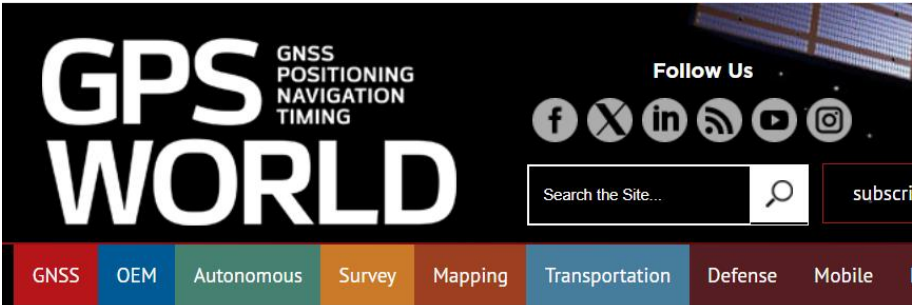 GPS
GNSS
POSITIONING
NAVIGATION
TIMING
WORLD
Follow Us
Search the Site...
subscri
GNSS OEM Autonomous Survey Mapping Transportation Defense Mobile